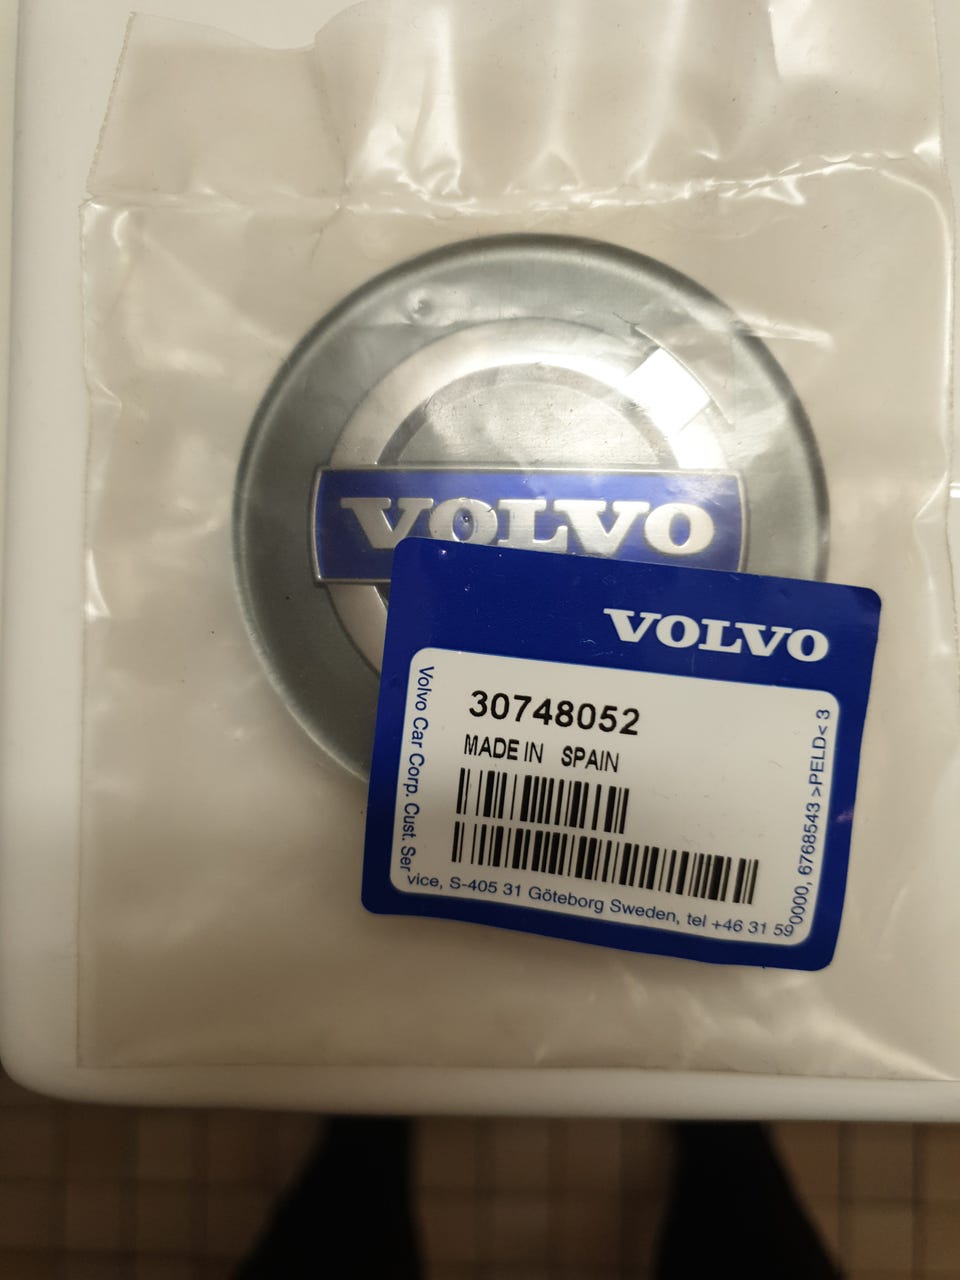 VOLVO
VOLVO
30748052
MADE IN SPAIN
Volvo Car Corp. Cust. Service, S-405 31 Göteborg Sweden, tel +46 31 590000, 6768543 >PELD< 3